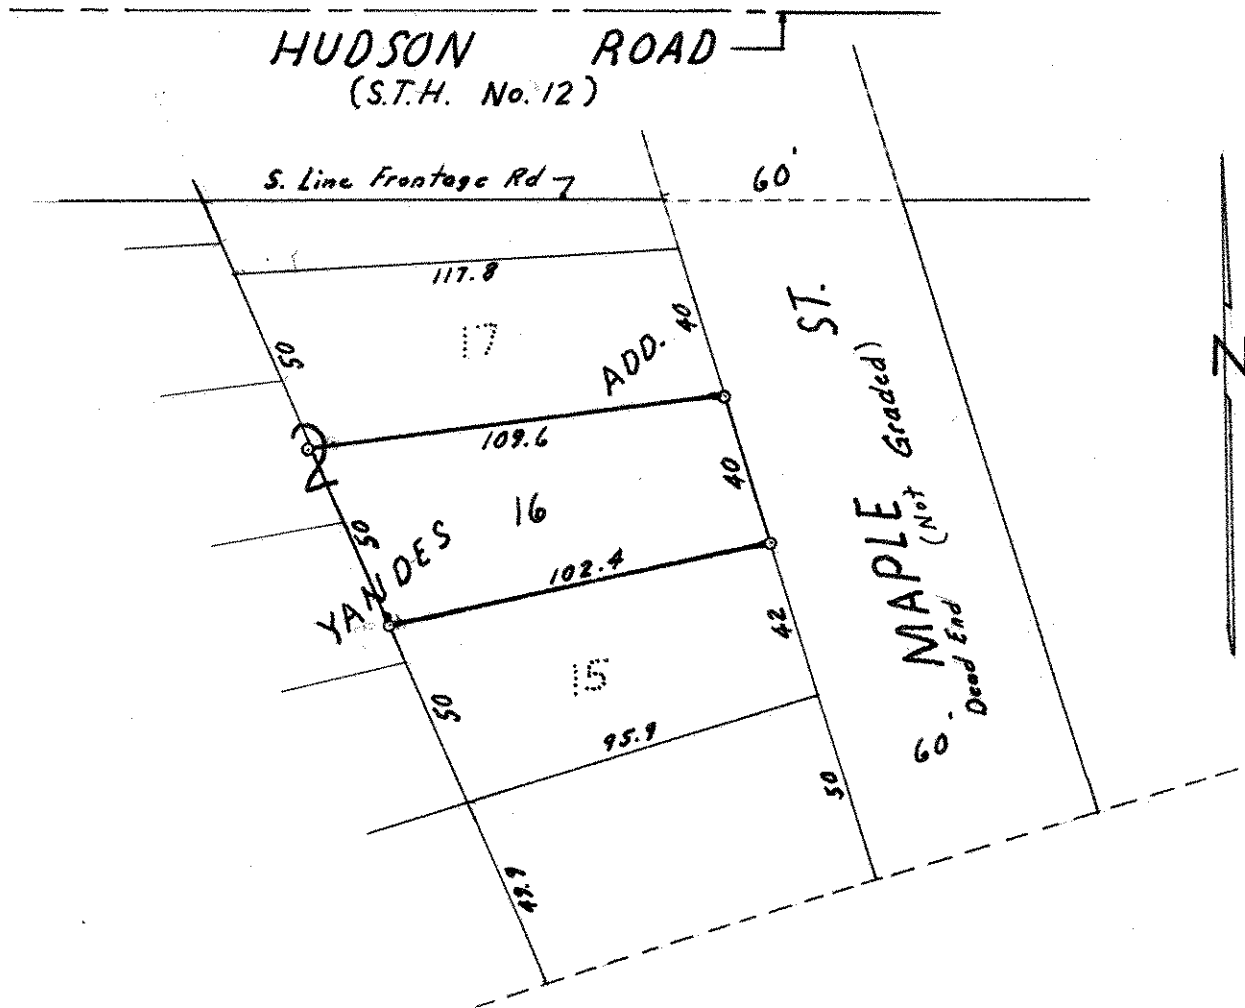 HUDSON ROAD
(S.T.H. No. 12)
S. Line Frontage Rd
60'
117.8
17
50
40
ADD.
ST.
109.6
2
16
40
50
YANDES
102.4
MAPLE
(Not Graded)
Dead End
42
15
50
95.9
60'
50
49.9
N